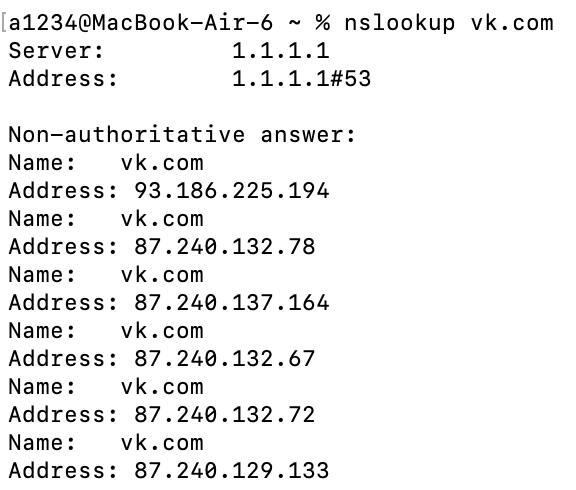 [a1234@MacBook-Air-6 ~ % nslookup vk.com
Server: 1.1.1.1
Address: 1.1.1.1#53
Non-authoritative answer:
Name: vk.com
Address: 93.186.225.194
Name: vk.com
Address: 87.240.132.78
Name: vk.com
Address: 87.240.137.164
Name: vk.com
Address: 87.240.132.67
Name: vk.com
Address: 87.240.132.72
Name: vk.com
Address: 87.240.129.133